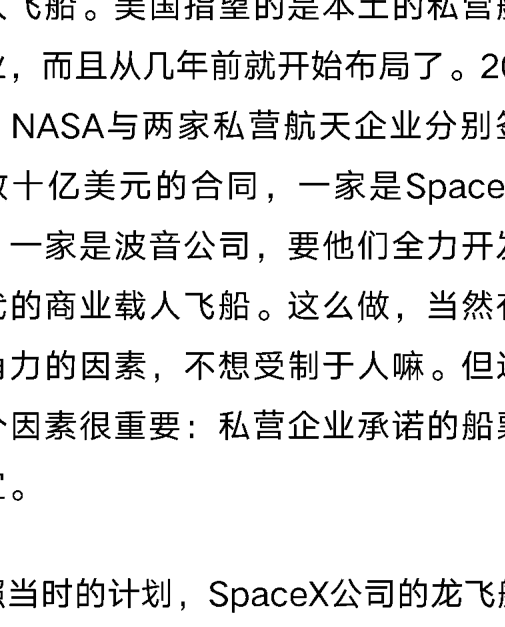 飞船。美国指望的是本土的私营
，而且从几年前就开始布局了。2
NASA与两家私营航天企业分别
十亿美元的合同，一家是Space
一家是波音公司，要他们全力开
的商业载人飞船。这么做，当然
力的因素，不想受制于人嘛。但
因素很重要：私营企业承诺的船
。
当时的计划，SpaceX公司的龙飞